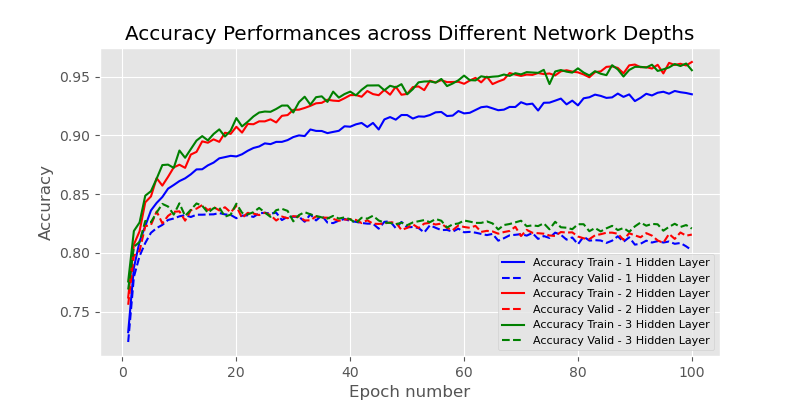 Accuracy Performances across Different Network Depths
Accuracy
0.95
0.90
0.85
0.80
0.75
0
20
40
60
80
100
Epoch number
Accuracy Train - 1 Hidden Layer
Accuracy Valid - 1 Hidden Layer
Accuracy Train - 2 Hidden Layer
Accuracy Valid - 2 Hidden Layer
Accuracy Train - 3 Hidden Layer
Accuracy Valid - 3 Hidden Layer